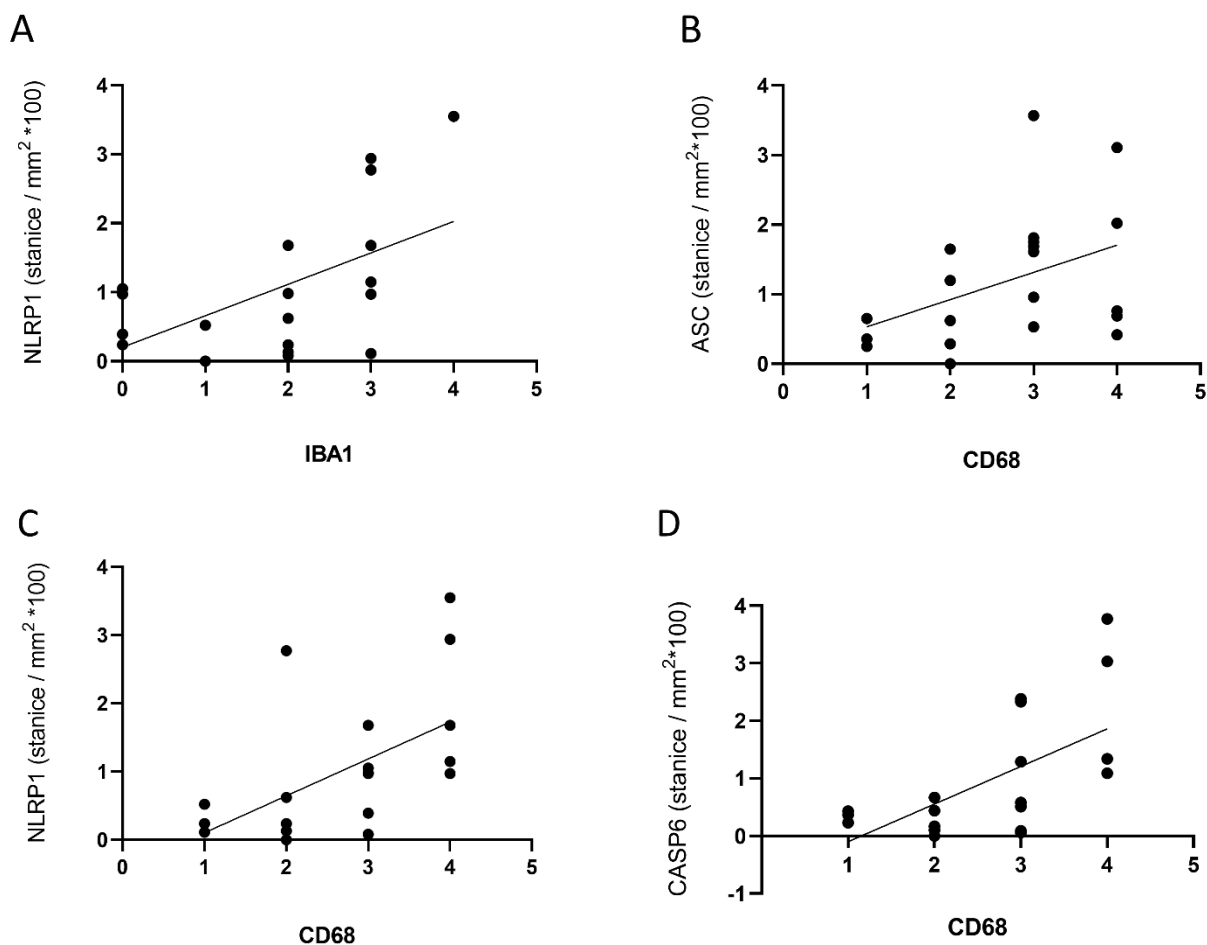 A
NLRP1 (stanice / mm² *100)
4
3
2
1
0
0 1 2 3 4 5
IBA1
B
ASC (stanice / mm²*100)
4
3
2
1
0
0 1 2 3 4 5
CD68
C
NLRP1 (stanice / mm² *100)
4
3
2
1
0
0 1 2 3 4 5
CD68
D
CASP6 (stanice / mm²*100)
4
3
2
1
0
-1
1 2 3 4 5
CD68